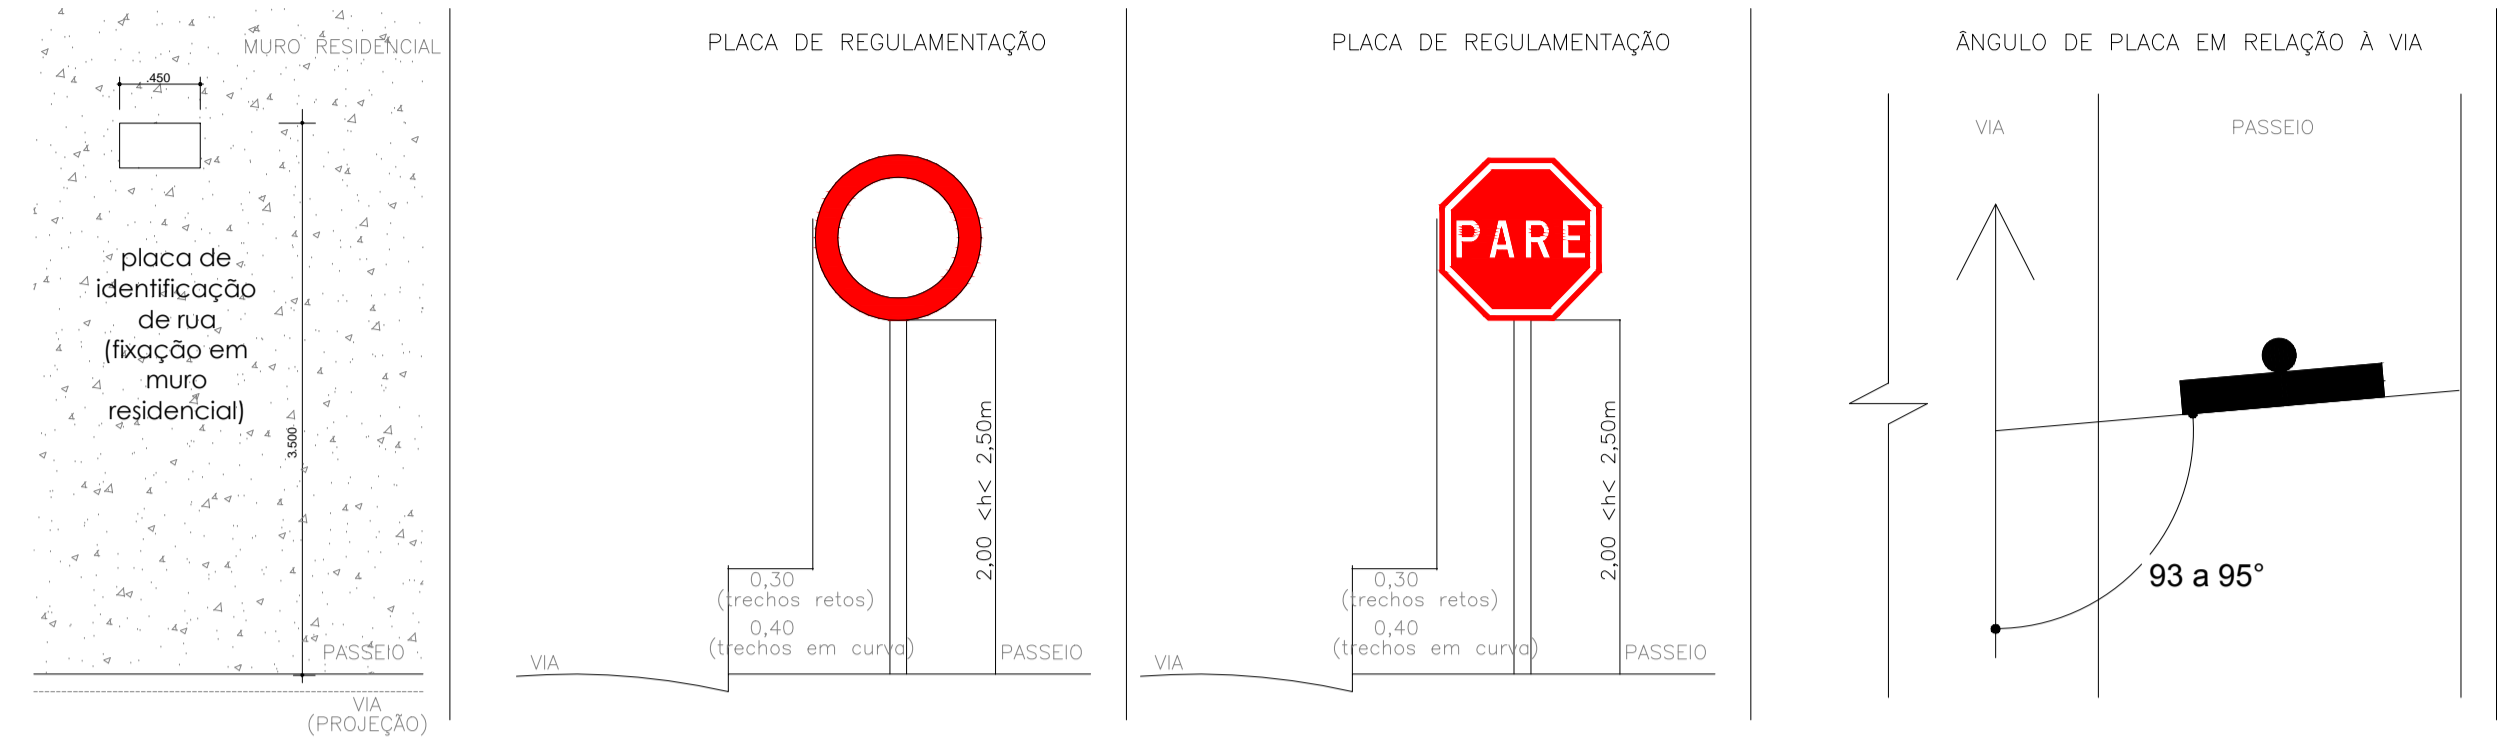 MURO RESIDENCIAL
.450
placa de
identificação
de rua
(fixação em
muro
residencial)
3.500
PASSEIO
VIA
(PROJEÇÃO)
PLACA DE REGULAMENTAÇÃO
2,00 <h< 2,50m
0,30
(trechos retos)
0,40
(trechos em curva)
VIA
PASSEIO
PLACA DE REGULAMENTAÇÃO
PARE
2,00 <h< 2,50m
0,30
(trechos retos)
0,40
(trechos em curva)
VIA
PASSEIO
ÂNGULO DE PLACA EM RELAÇÃO À VIA
VIA
PASSEIO
93 a 95°